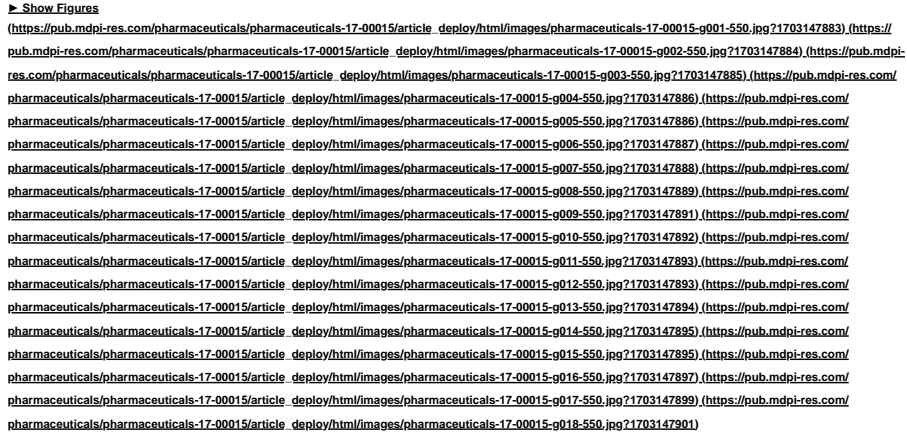 ► Show Figures
(https://pub.mdpi-res.com/pharmaceuticals/pharmaceuticals-17-00015/article_deploy/html/images/pharmaceuticals-17-00015-g001-550.jpg?1703147883) (https://
pub.mdpi-res.com/pharmaceuticals/pharmaceuticals-17-00015/article_deploy/html/images/pharmaceuticals-17-00015-g002-550.jpg?1703147884) (https://pub.mdpi-
res.com/pharmaceuticals/pharmaceuticals-17-00015/article_deploy/html/images/pharmaceuticals-17-00015-g003-550.jpg?1703147885) (https://pub.mdpi-res.com/
pharmaceuticals/pharmaceuticals-17-00015/article_deploy/html/images/pharmaceuticals-17-00015-g004-550.jpg?1703147886) (https://pub.mdpi-res.com/
pharmaceuticals/pharmaceuticals-17-00015/article_deploy/html/images/pharmaceuticals-17-00015-g005-550.jpg?1703147886) (https://pub.mdpi-res.com/
pharmaceuticals/pharmaceuticals-17-00015/article_deploy/html/images/pharmaceuticals-17-00015-g006-550.jpg?1703147887) (https://pub.mdpi-res.com/
pharmaceuticals/pharmaceuticals-17-00015/article_deploy/html/images/pharmaceuticals-17-00015-g007-550.jpg?1703147888) (https://pub.mdpi-res.com/
pharmaceuticals/pharmaceuticals-17-00015/article_deploy/html/images/pharmaceuticals-17-00015-g008-550.jpg?1703147889) (https://pub.mdpi-res.com/
pharmaceuticals/pharmaceuticals-17-00015/article_deploy/html/images/pharmaceuticals-17-00015-g009-550.jpg?1703147891) (https://pub.mdpi-res.com/
pharmaceuticals/pharmaceuticals-17-00015/article_deploy/html/images/pharmaceuticals-17-00015-g010-550.jpg?1703147892) (https://pub.mdpi-res.com/
pharmaceuticals/pharmaceuticals-17-00015/article_deploy/html/images/pharmaceuticals-17-00015-g011-550.jpg?1703147893) (https://pub.mdpi-res.com/
pharmaceuticals/pharmaceuticals-17-00015/article_deploy/html/images/pharmaceuticals-17-00015-g012-550.jpg?1703147893) (https://pub.mdpi-res.com/
pharmaceuticals/pharmaceuticals-17-00015/article_deploy/html/images/pharmaceuticals-17-00015-g013-550.jpg?1703147894) (https://pub.mdpi-res.com/
pharmaceuticals/pharmaceuticals-17-00015/article_deploy/html/images/pharmaceuticals-17-00015-g014-550.jpg?1703147895) (https://pub.mdpi-res.com/
pharmaceuticals/pharmaceuticals-17-00015/article_deploy/html/images/pharmaceuticals-17-00015-g015-550.jpg?1703147895) (https://pub.mdpi-res.com/
pharmaceuticals/pharmaceuticals-17-00015/article_deploy/html/images/pharmaceuticals-17-00015-g016-550.jpg?1703147897) (https://pub.mdpi-res.com/
pharmaceuticals/pharmaceuticals-17-00015/article_deploy/html/images/pharmaceuticals-17-00015-g017-550.jpg?1703147899) (https://pub.mdpi-res.com/
pharmaceuticals/pharmaceuticals-17-00015/article_deploy/html/images/pharmaceuticals-17-00015-g018-550.jpg?1703147901)